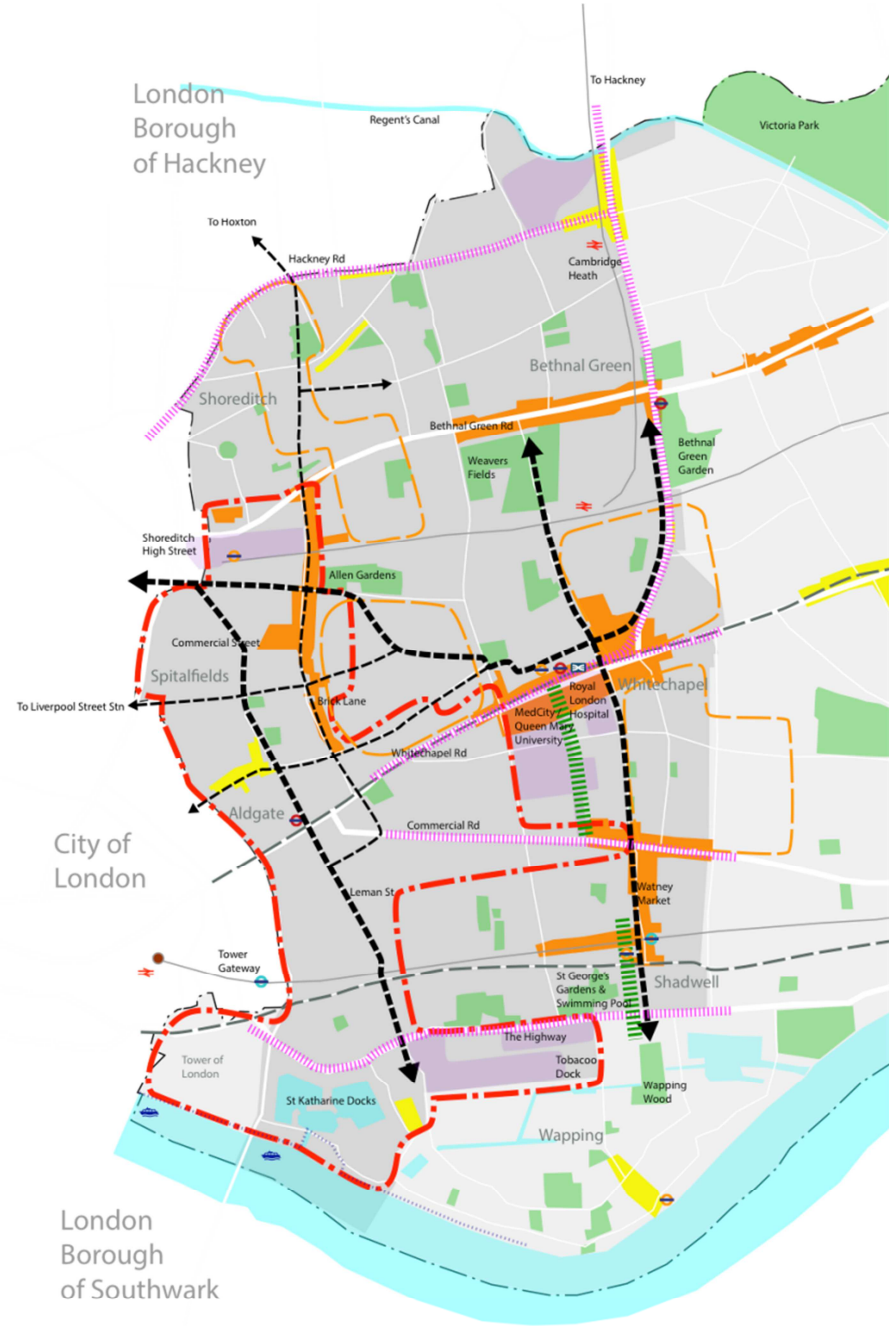 London
Borough
of Hackney
To Hackney
Regent's Canal
Victoria Park
To Hoxton
Hackney Rd
Cambridge
Heath
Bethnal Green
Shoreditch
Bethnal Green Rd
Weavers
Fields
Bethnal
Green
Garden
Shoreditch
High Street
Allen Gardens
Commercial Street
Spitalfields
To Liverpool Street Stn
Brick Lane
Royal
London
Hospital
Whitechapel
MedCity/
Queen Mary
University
Whitechapel Rd
Aldgate
Commercial Rd
City of
London
Leman St
Watney
Market
Tower
Gateway
St George's
Gardens &
Swimming Pool
Shadwell
The Highway
Tower of
London
Tobacco
Dock
St Katharine Docks
Wapping
Wood
Wapping
London
Borough
of Southwark